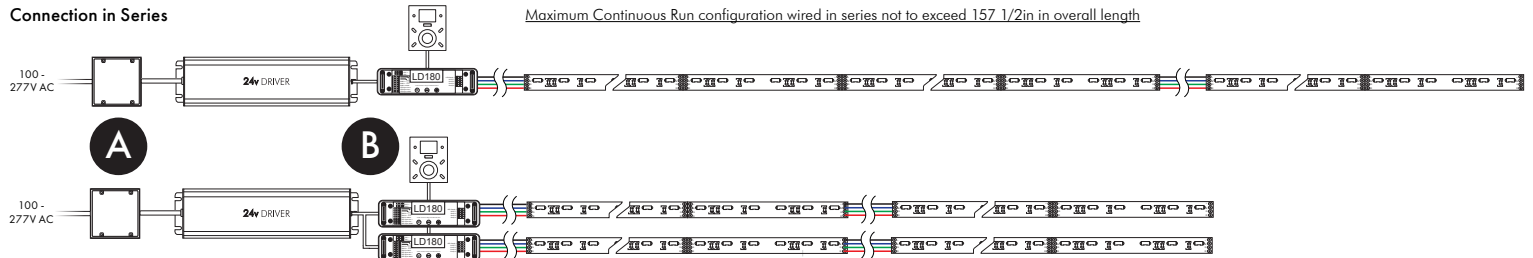 Connection in Series
Maximum Continuous Run configuration wired in series not to exceed 157 1/2in in overall length
100 -
277V AC
24v DRIVER
LD180
A
B
100 -
277V AC
24v DRIVER
LD180
LD180